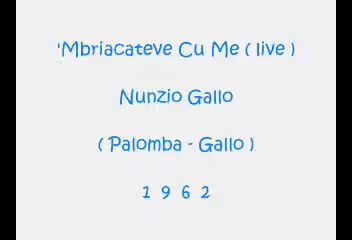 'Mbriacateve Cu Me ( live )
Nunzio Gallo
( Palomba - Gallo )
1 9 6 2